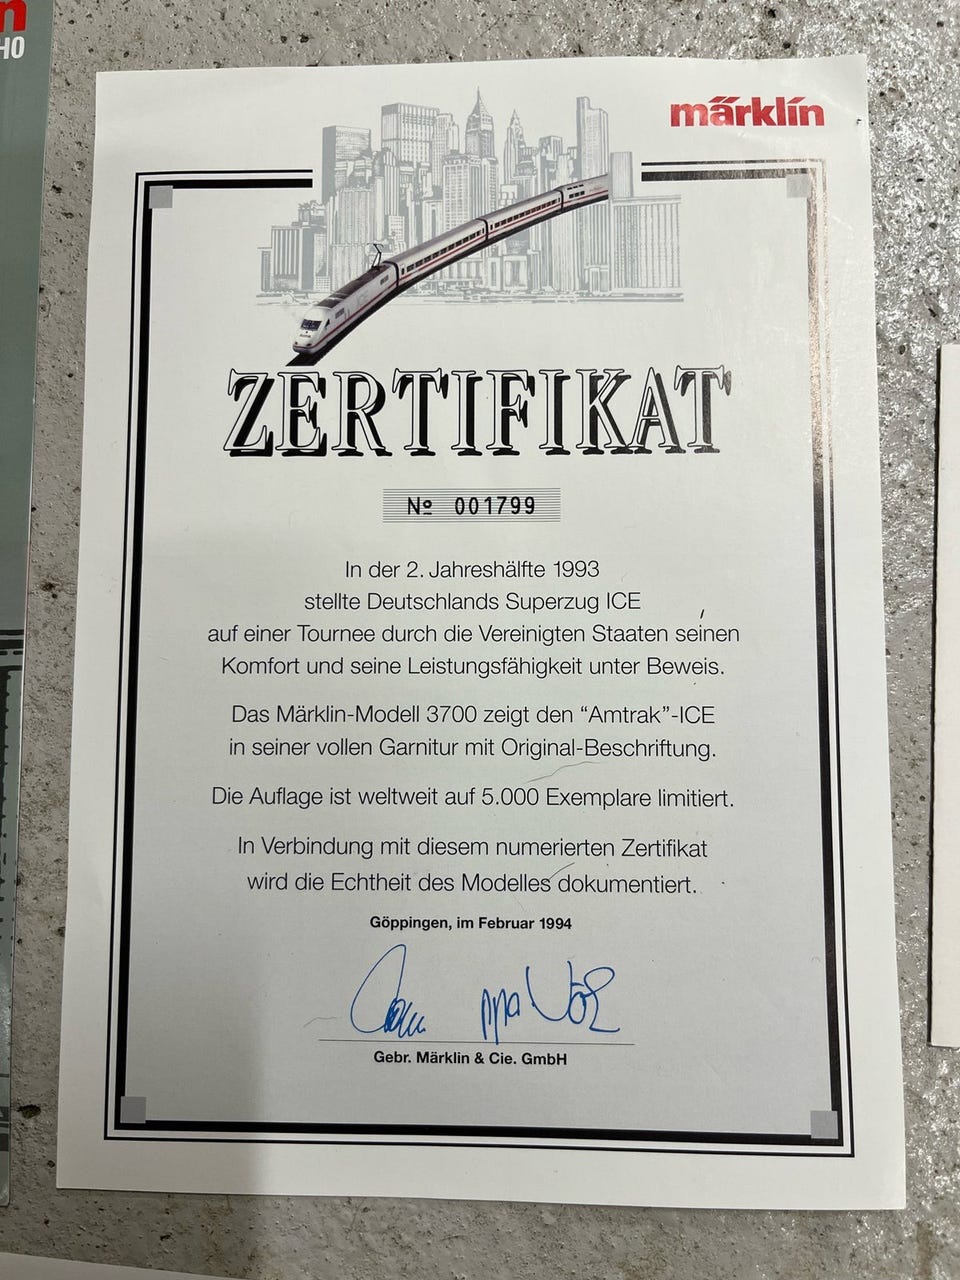 n
H0
märklin
ZERTIFIKAT
Nº 001799
In der 2. Jahreshälfte 1993
stellte Deutschlands Superzug ICE
auf einer Tournee durch die Vereinigten Staaten seinen
Komfort und seine Leistungsfähigkeit unter Beweis.
Das Märklin-Modell 3700 zeigt den “Amtrak”-ICE
in seiner vollen Garnitur mit Original-Beschriftung.
Die Auflage ist weltweit auf 5.000 Exemplare limitiert.
In Verbindung mit diesem numerierten Zertifikat
wird die Echtheit des Modelles dokumentiert.
Göppingen, im Februar 1994
Gebr. Märklin & Cie. GmbH